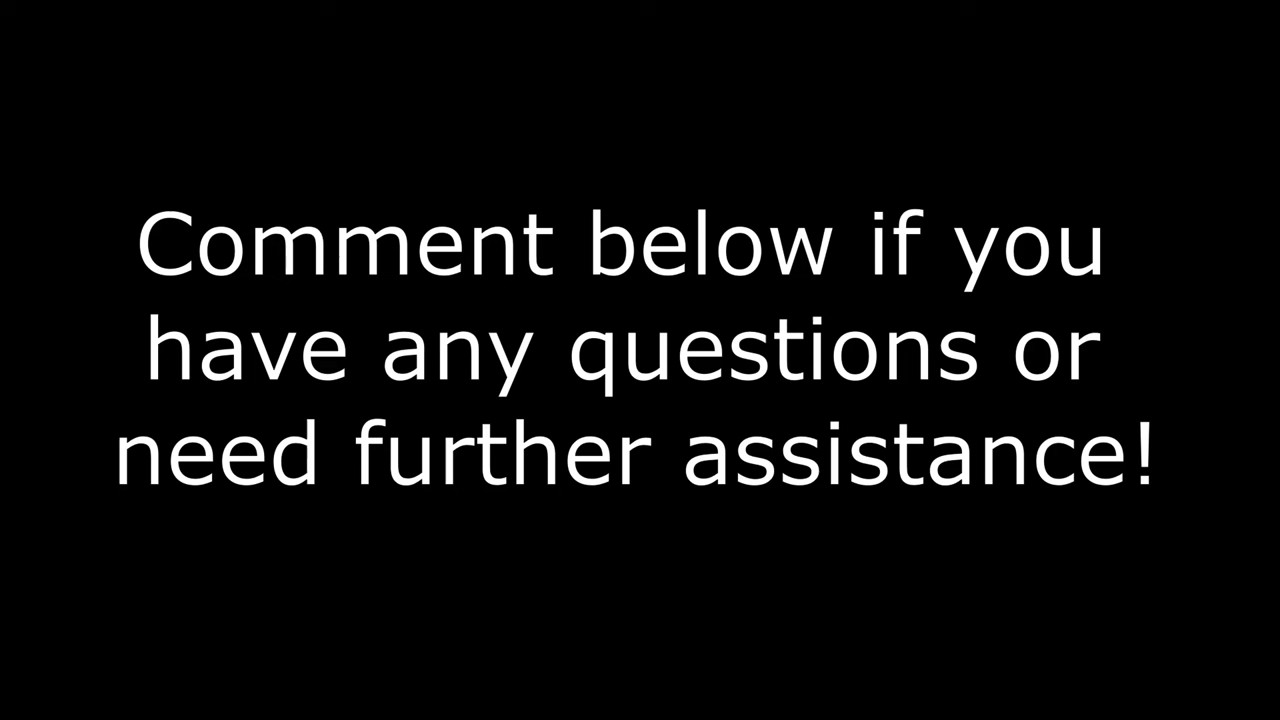 Comment below if you
have any questions or
need further assistance!